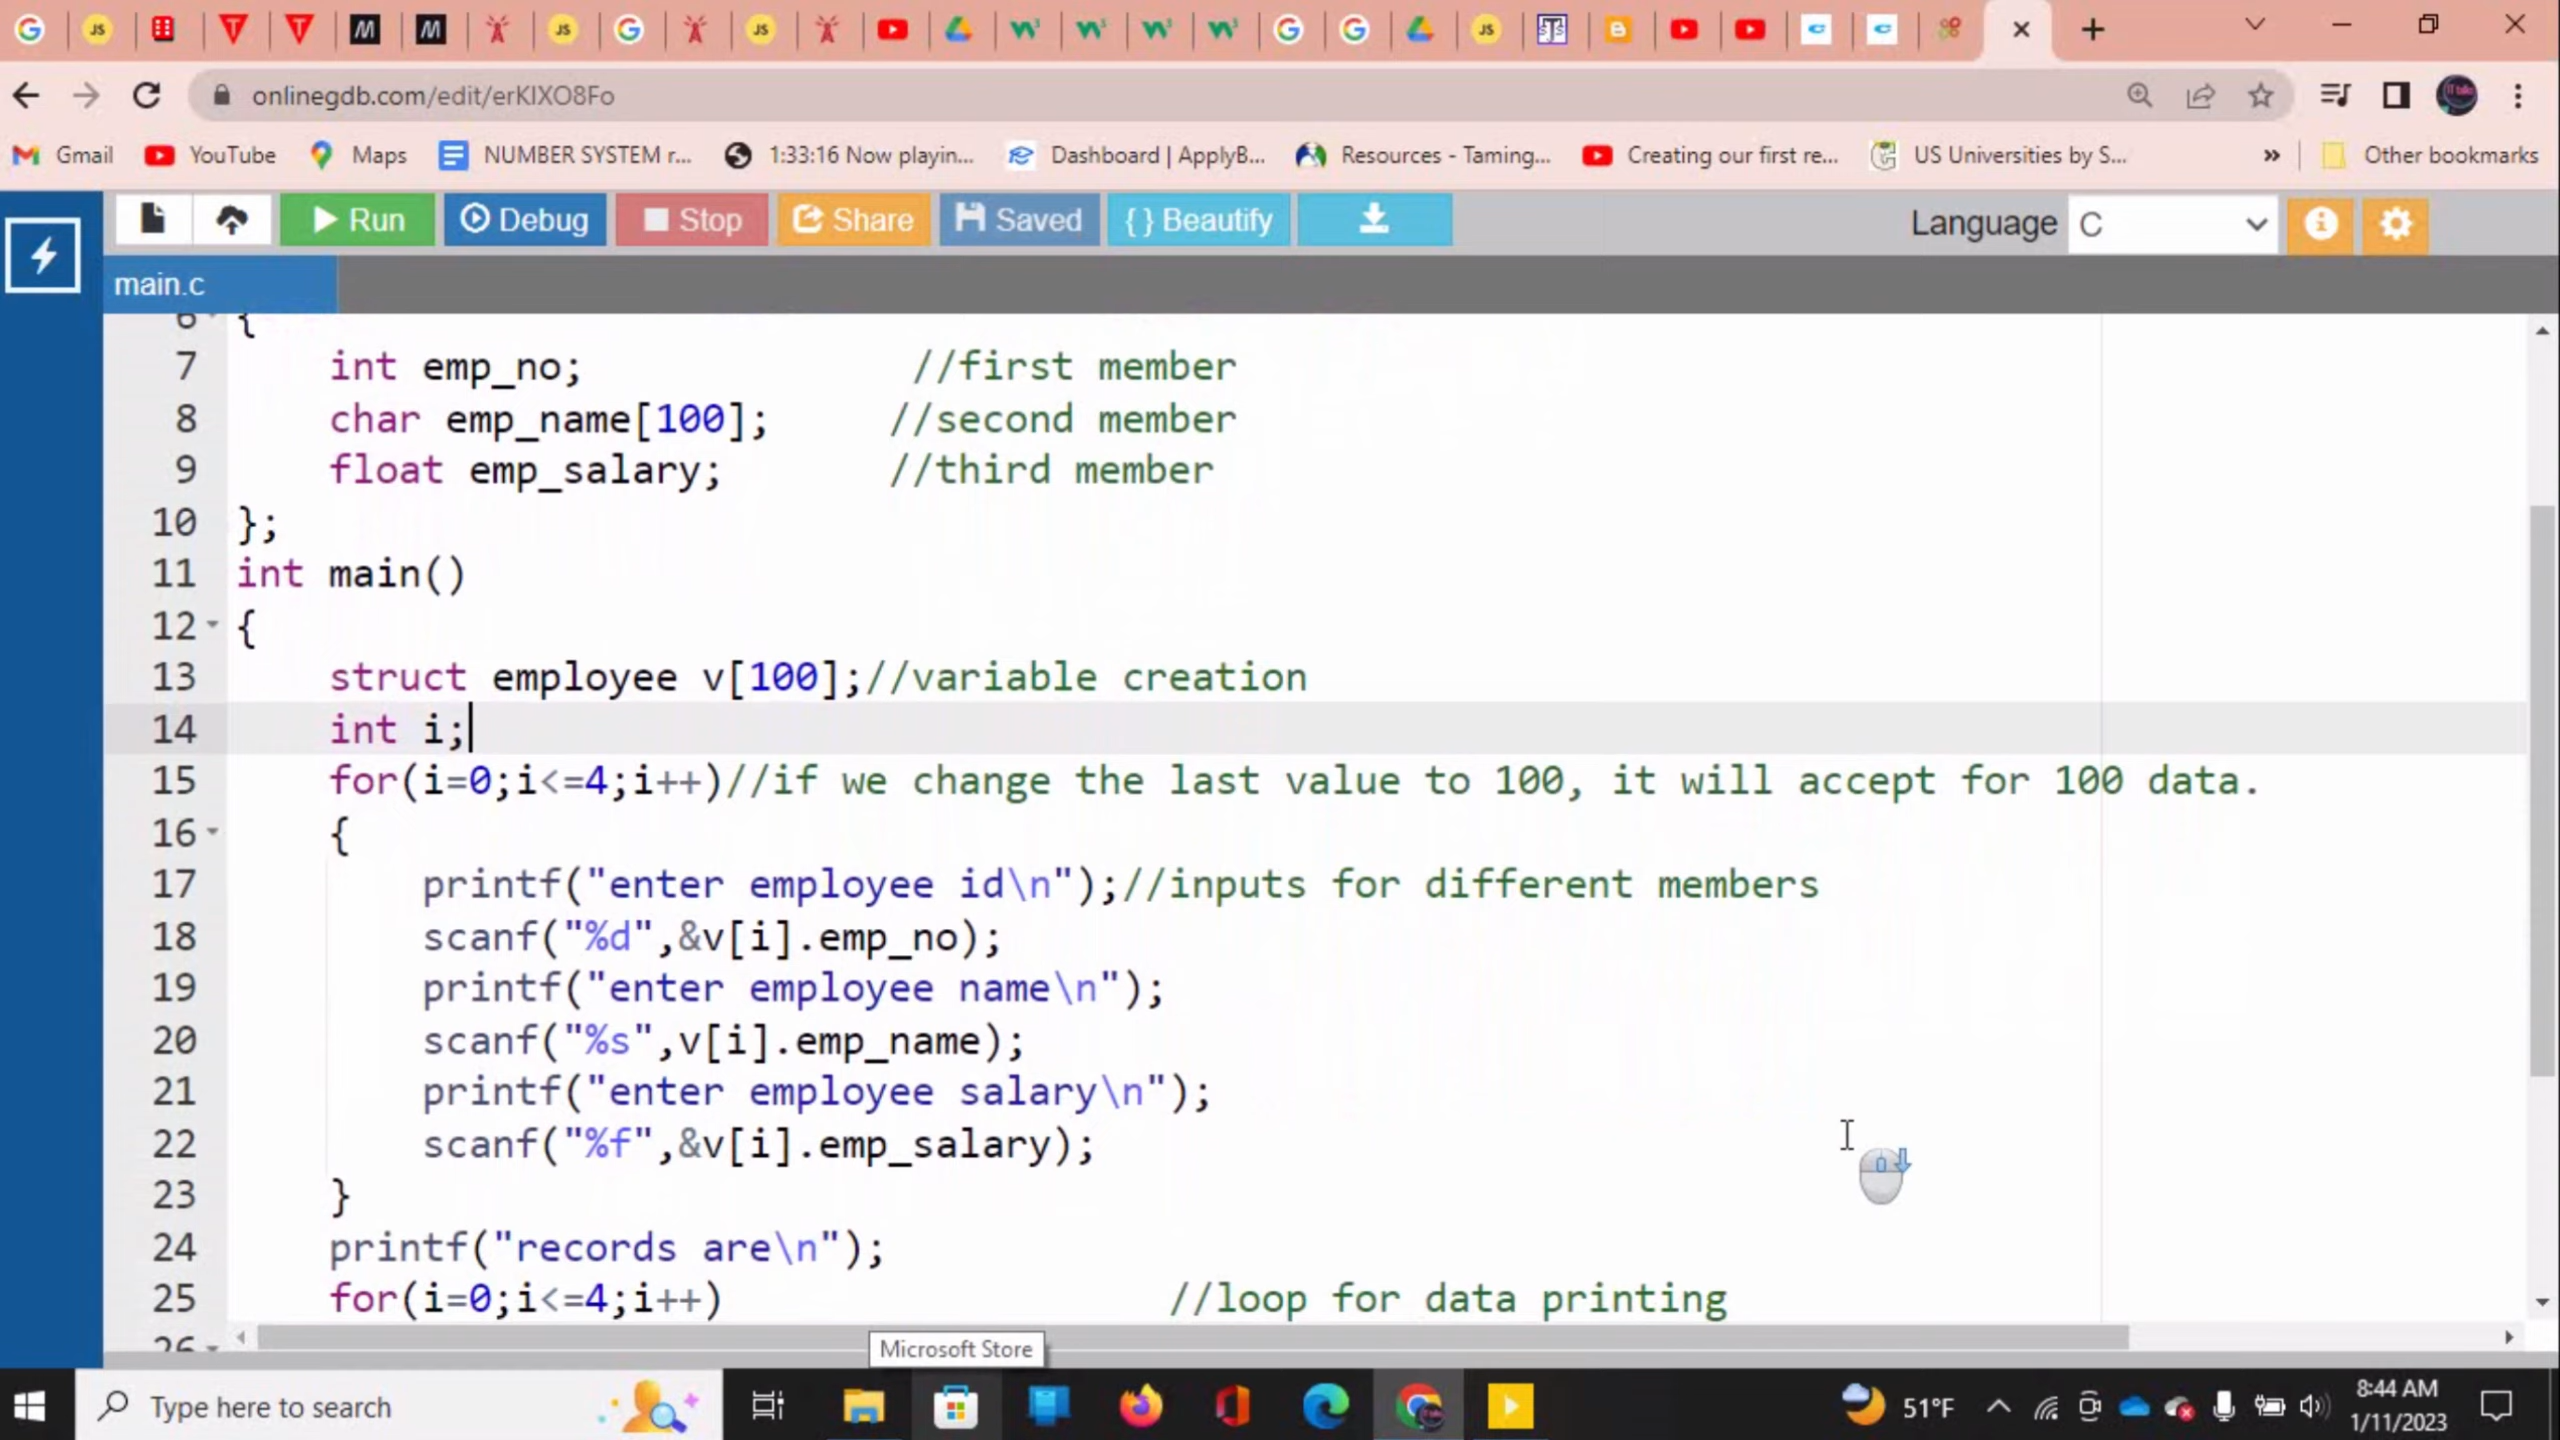 onlinegdb.com/edit/erKIXO8Fo
Gmail YouTube Maps NUMBER SYSTEM r... 1:33:16 Now playin... Dashboard | ApplyB... Resources - Taming... Creating our first re... US Universities by S... » Other bookmarks
Run Debug Stop Share Saved { } Beautify Language C
main.c
6 {
7 int emp_no; //first member
8 char emp_name[100]; //second member
9 float emp_salary; //third member
10 };
11 int main()
12 {
13 struct employee v[100];//variable creation
14 int i;
15 for(i=0;i<=4;i++)//if we change the last value to 100, it will accept for 100 data.
16 {
17 printf("enter employee id\n");//inputs for different members
18 scanf("%d",&v[i].emp_no);
19 printf("enter employee name\n");
20 scanf("%s",v[i].emp_name);
21 printf("enter employee salary\n");
22 scanf("%f",&v[i].emp_salary);
23 }
24 printf("records are\n");
25 for(i=0;i<=4;i++) //loop for data printing
26
Microsoft Store
Type here to search 51°F 8:44 AM
1/11/2023